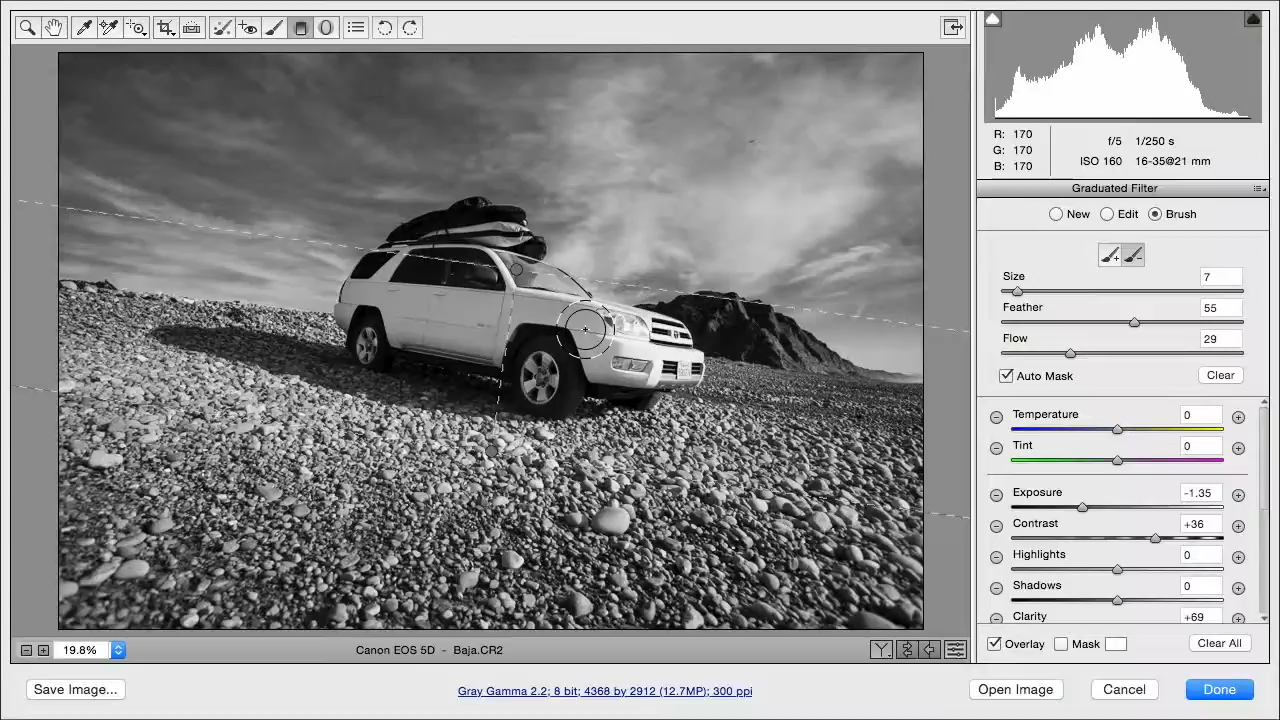 R: 170
G: 170
B: 170
f/5 1/250 s
ISO 160 16-35@21 mm
Graduated Filter
New Edit Brush
Size 7
Feather 55
Flow 29
Auto Mask Clear
Temperature 0
Tint 0
Exposure -1.35
Contrast +36
Highlights 0
Shadows 0
Clarity +69
Overlay Mask Clear All
19.8% Canon EOS 5D - Baja.CR2
Save Image... Gray Gamma 2.2; 8 bit; 4368 by 2912 (12.7MP); 300 ppi Open Image Cancel Done